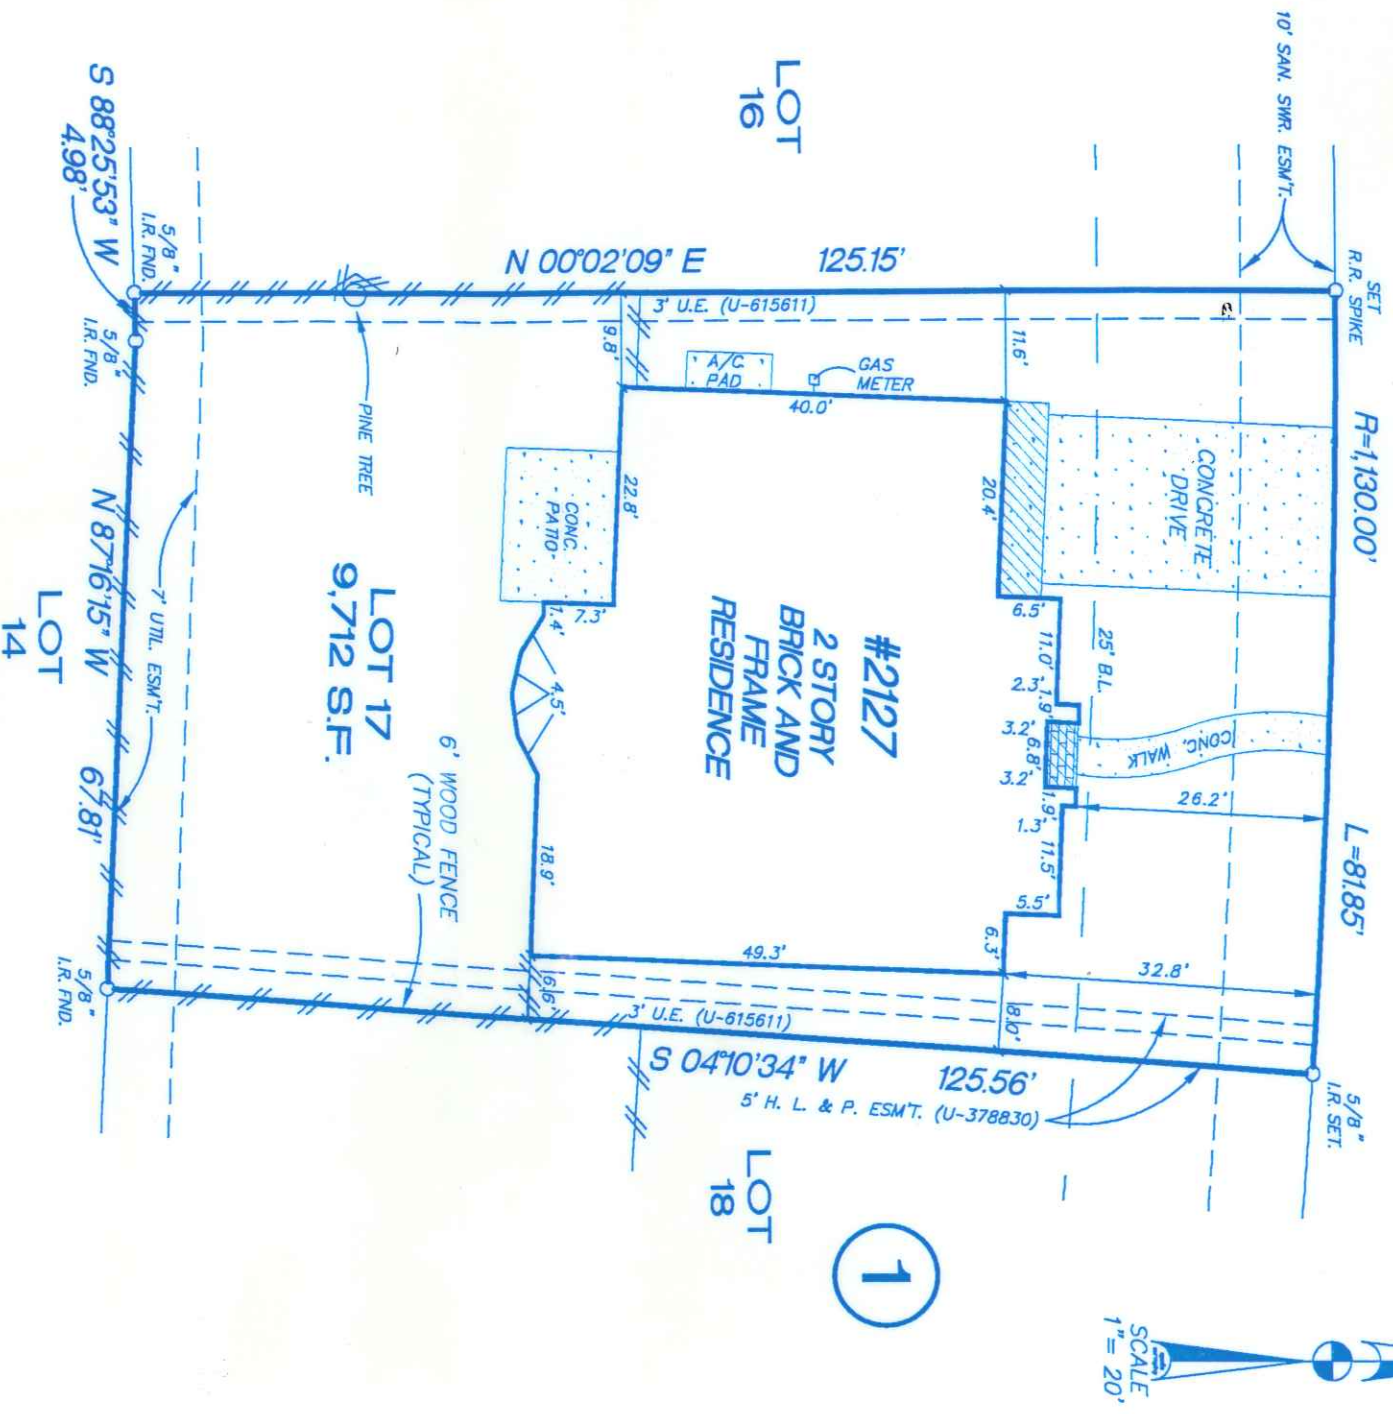 10' SAN. SWR. ESM'T.
SET
R.R. SPIKE
R=1,130.00'
L=81.85'
5/8"
I.R. SET.
LOT
16
N 00°02'09" E
125.15'
3' U.E. (U-615611)
11.6'
9.8'
A/C
PAD
GAS
METER
40.0'
CONCRETE
DRIVE
20.4'
22.8'
CONC.
PATIO
6.5'
11.0'
25' B.L.
2.3'
1.9'
3.2'
6.8'
3.2'
1.9'
CONC. WALK
26.2'
1.3'
11.5'
5.5'
6.3'
32.8'
7.3'
1.4'
4.5'
18.9'
49.3'
#2127
2 STORY
BRICK AND
FRAME
RESIDENCE
PINE TREE
LOT 17
9,712 S.F.
6' WOOD FENCE
(TYPICAL)
6.6'
8.0'
3' U.E. (U-615611)
S 04°10'34" W
125.56'
5' H. L. & P. ESM'T. (U-378830)
S 88°25'53" W
4.98'
5/8"
I.R. FND.
5/8"
I.R. FND.
7' UTIL. ESM'T.
N 87°16'15" W
67.81'
5/8"
I.R. FND.
LOT
14
LOT
18
1
SCALE
1" = 20'